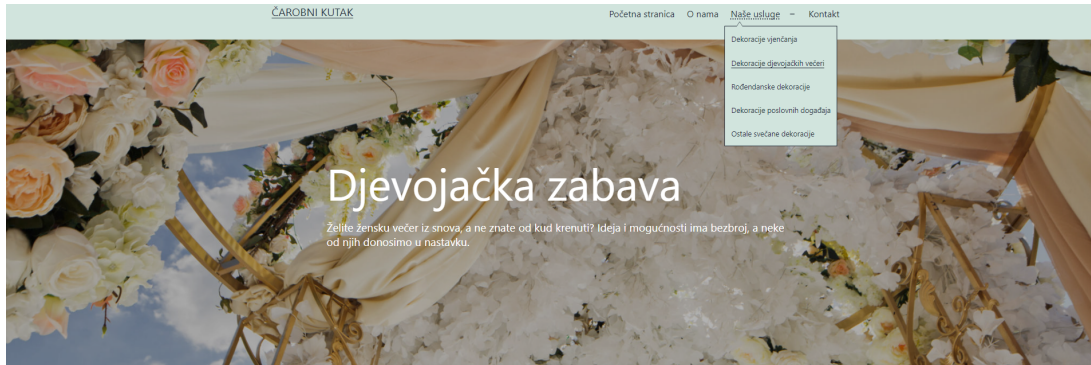 ČAROBNI KUTAK
Početna stranica O nama Naše usluge – Kontakt
Dekoracije vjenčanja
Dekoracije djevojačkih večeri
Rođendanske dekoracije
Dekoracije poslovnih događaja
Ostale svečane dekoracije
Djevojačka zabava
Želite žensku večer iz snova, a ne znate od kud krenuti? Ideja i mogućnosti ima bezbroj, a neke
od njih donosimo u nastavku.